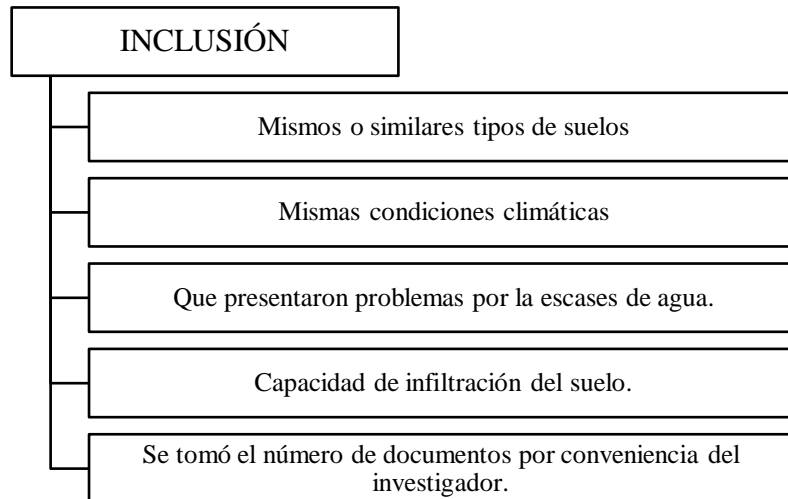 INCLUSIÓN
Mismos o similares tipos de suelos
Mismas condiciones climáticas
Que presentaron problemas por la escases de agua.
Capacidad de infiltración del suelo.
Se tomó el número de documentos por conveniencia del
investigador.